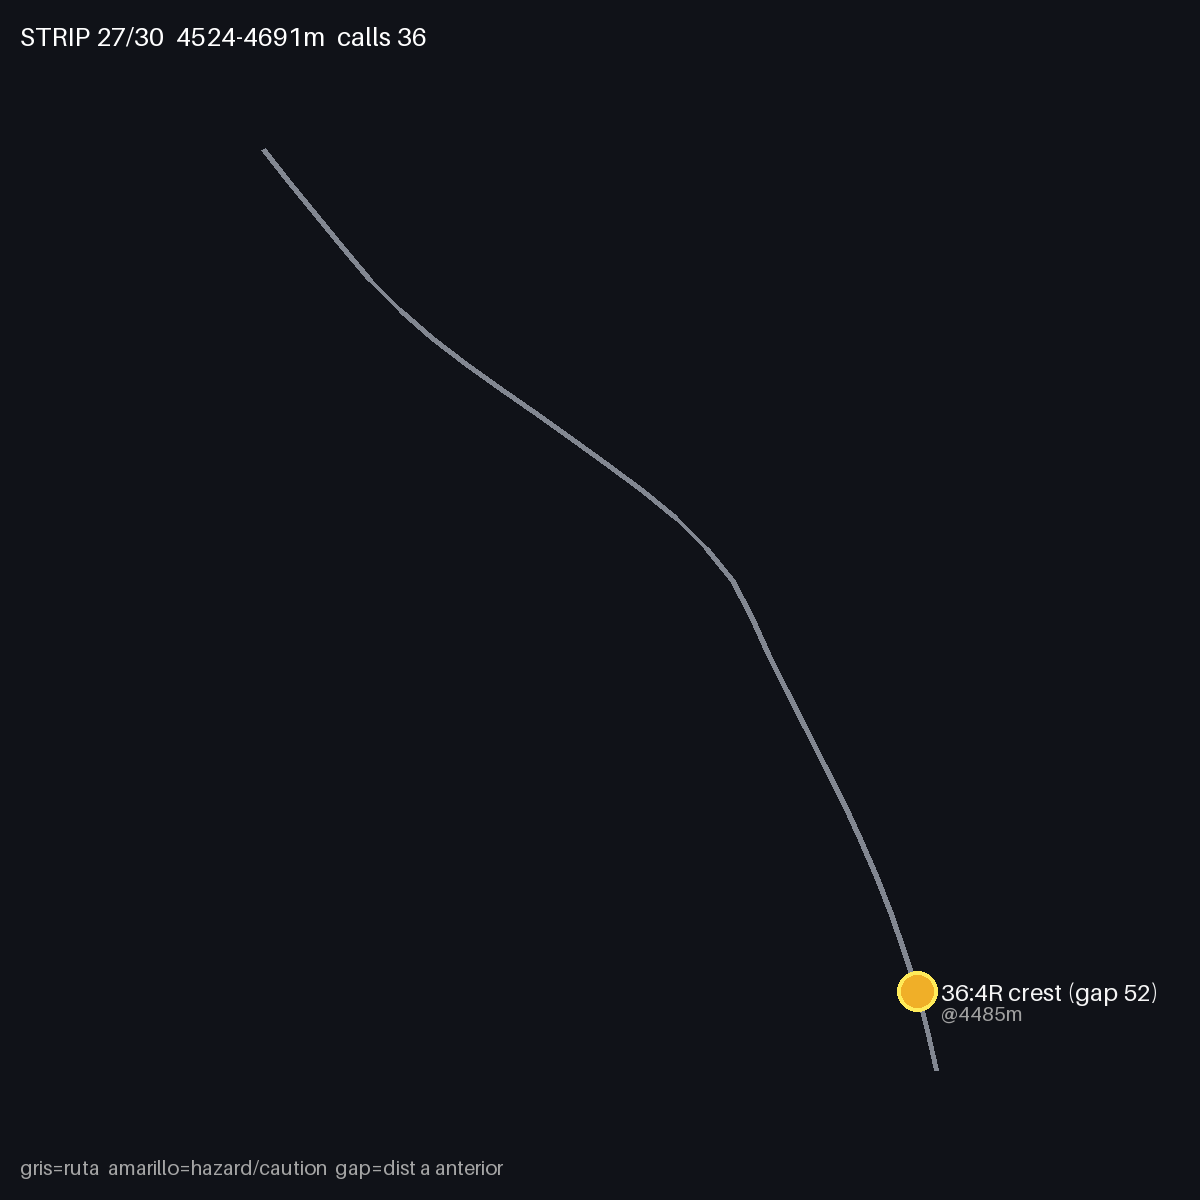 STRIP 27/30  4524-4691m  calls 36
36:4R crest (gap 52)
@4485m
gris=ruta  amarillo=hazard/caution  gap=dist a anterior